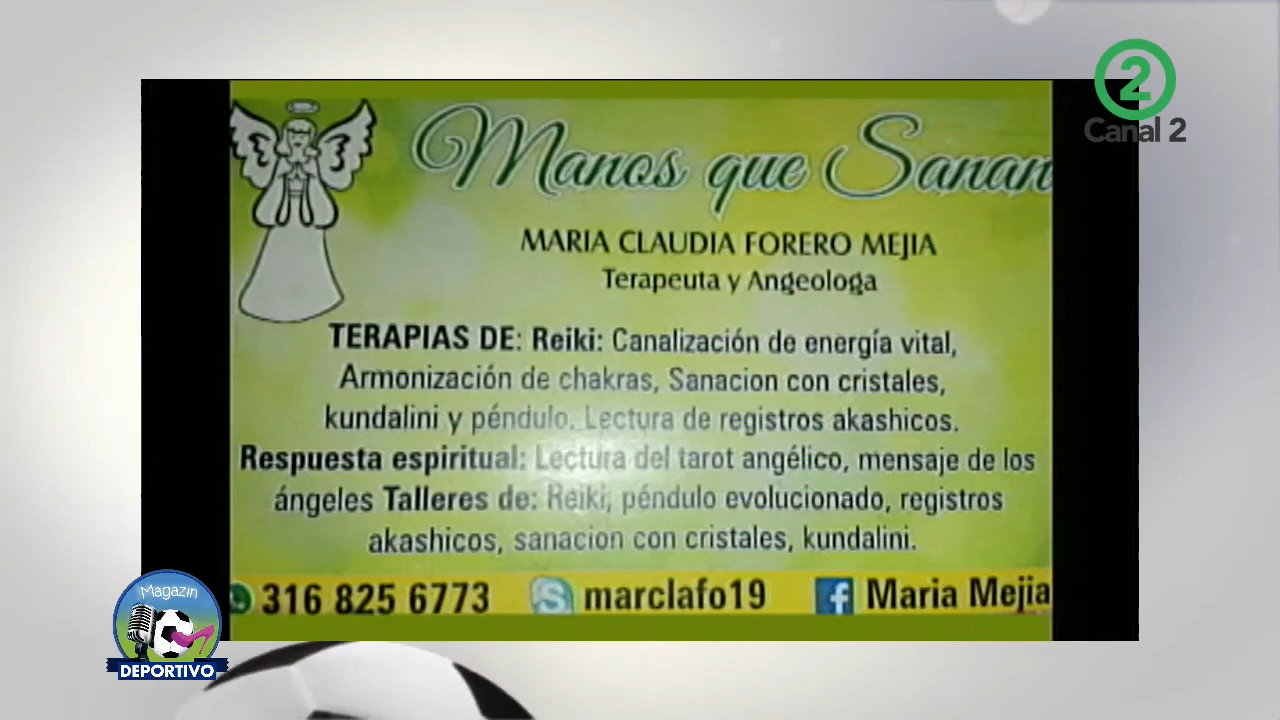 2
Canal 2
Manos que Sanan
MARIA CLAUDIA FORERO MEJIA
Terapeuta y Angeologa
TERAPIAS DE: Reiki: Canalización de energía vital,
Armonización de chakras, Sanacion con cristales,
kundalini y péndulo. Lectura de registros akashicos.
Respuesta espiritual: Lectura del tarot angélico, mensaje de los
ángeles Talleres de: Reiki, péndulo evolucionado, registros
akashicos, sanacion con cristales, kundalini.
316 825 6773 marclafo19 Maria Mejia
Magazin
DEPORTIVO